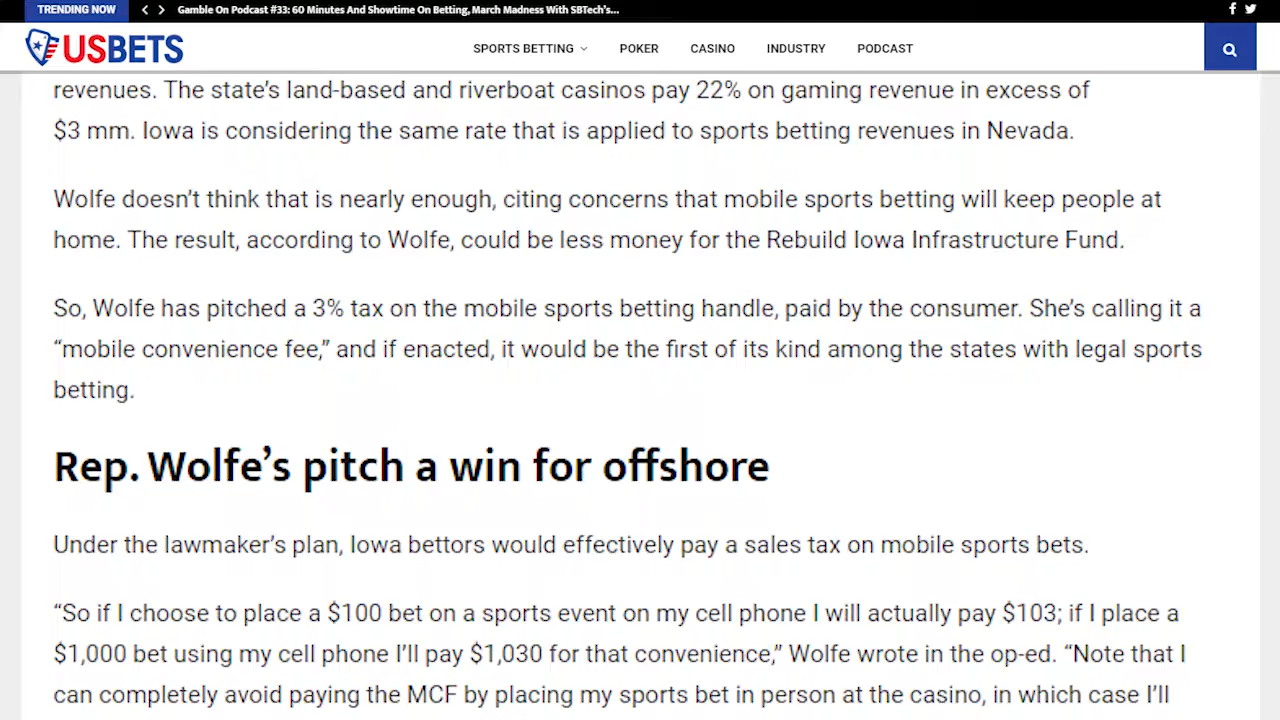 TRENDING NOW
Gamble On Podcast #33: 60 Minutes And Showtime On Betting, March Madness With SBTech's...
USBETS
SPORTS BETTING
POKER
CASINO
INDUSTRY
PODCAST
revenues. The state’s land-based and riverboat casinos pay 22% on gaming revenue in excess of
$3 mm. Iowa is considering the same rate that is applied to sports betting revenues in Nevada.
Wolfe doesn’t think that is nearly enough, citing concerns that mobile sports betting will keep people at
home. The result, according to Wolfe, could be less money for the Rebuild Iowa Infrastructure Fund.
So, Wolfe has pitched a 3% tax on the mobile sports betting handle, paid by the consumer. She’s calling it a
“mobile convenience fee,” and if enacted, it would be the first of its kind among the states with legal sports
betting.
Rep. Wolfe’s pitch a win for offshore
Under the lawmaker’s plan, Iowa bettors would effectively pay a sales tax on mobile sports bets.
“So if I choose to place a $100 bet on a sports event on my cell phone I will actually pay $103; if I place a
$1,000 bet using my cell phone I’ll pay $1,030 for that convenience,” Wolfe wrote in the op-ed. “Note that I
can completely avoid paying the MCF by placing my sports bet in person at the casino, in which case I’ll